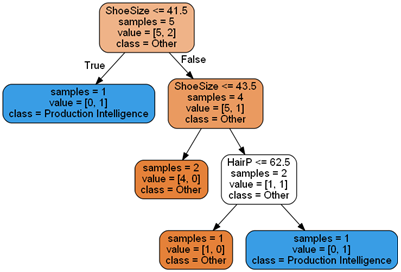 ShoeSize <= 41.5
samples = 5
value = [5, 2]
class = Other
True
False
samples = 1
value = [0, 1]
class = Production Intelligence
ShoeSize <= 43.5
samples = 4
value = [5, 1]
class = Other
samples = 2
value = [4, 0]
class = Other
HairP <= 62.5
samples = 2
value = [1, 1]
class = Other
samples = 1
value = [1, 0]
class = Other
samples = 1
value = [0, 1]
class = Production Intelligence